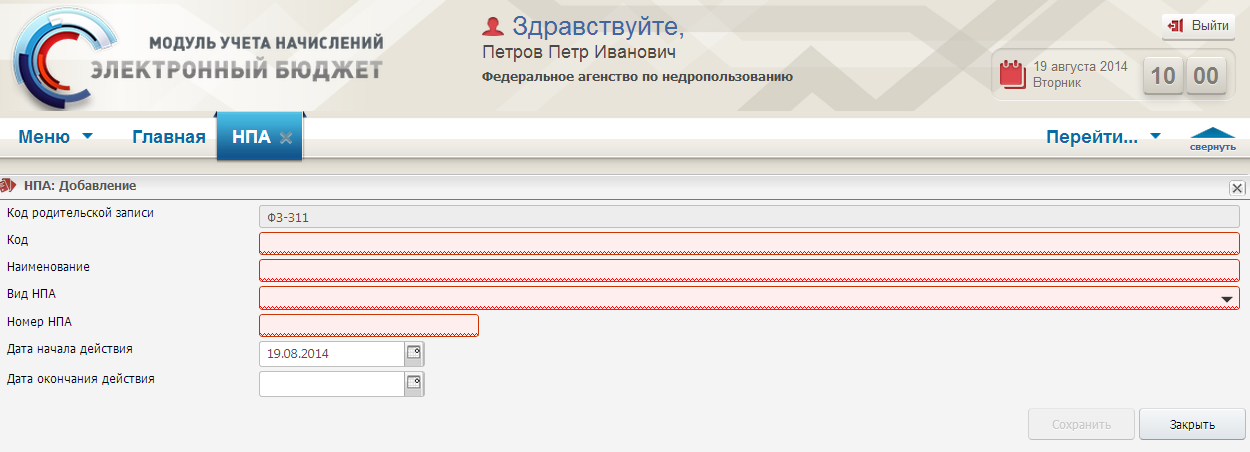 МОДУЛЬ УЧЕТА НАЧИСЛЕНИЙ
ЭЛЕКТРОННЫЙ БЮДЖЕТ
Здравствуйте,
Петров Петр Иванович
Федеральное агенство по недропользованию
Выйти
19 августа 2014
Вторник
10 00
Меню Главная НПА Перейти... свернуть
НПА: Добавление
Код родительской записи ФЗ-311
Код
Наименование
Вид НПА
Номер НПА
Дата начала действия 19.08.2014
Дата окончания действия
Сохранить Закрыть